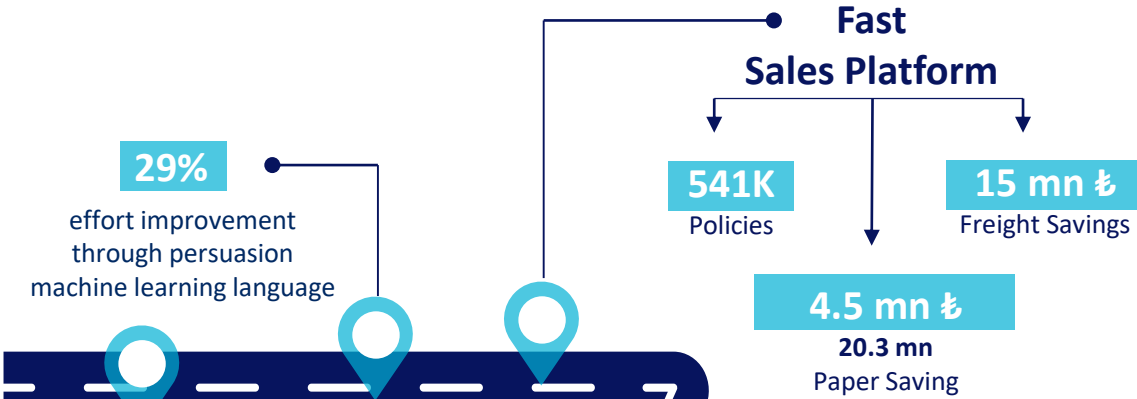 Fast
Sales Platform
29%
effort improvement
through persuasion
machine learning language
541K
Policies
15 mn ₺
Freight Savings
4.5 mn ₺
20.3 mn
Paper Saving